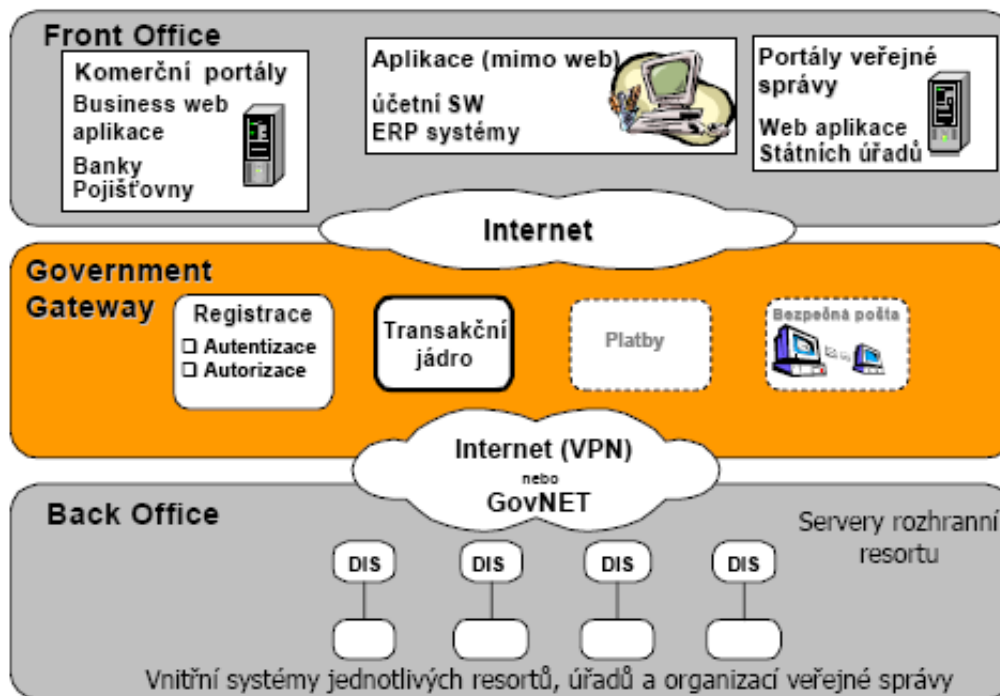 Front Office
Komerční portály
Business web
aplikace
Banky
Pojišťovny
Aplikace (mimo web)
účetní SW
ERP systémy
Portály veřejné
správy
Web aplikace
Státních úřadů
Internet
Government
Gateway
Registrace
Autentizace
Autorizace
Transakční
jádro
Platby
Bezpečná pošta
Internet (VPN)
nebo
GovNET
Back Office
Servery rozhranní
resortu
DIS
DIS
DIS
DIS
Vnitřní systémy jednotlivých resortů, úřadů a organizací veřejné správy